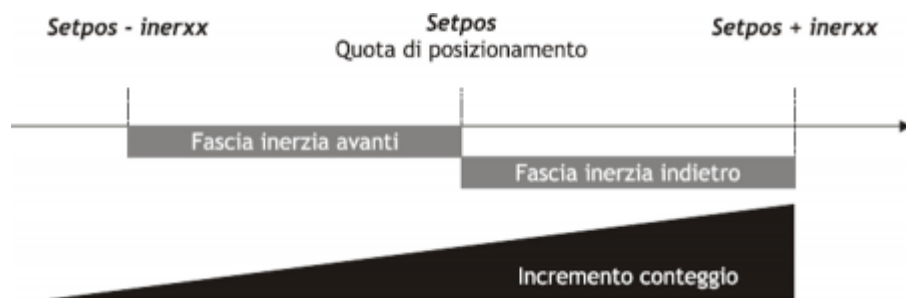 Setpos - inerxx
Setpos
Quota di posizionamento
Setpos + inerxx
Fascia inerzia avanti
Fascia inerzia indietro
Incremento conteggio